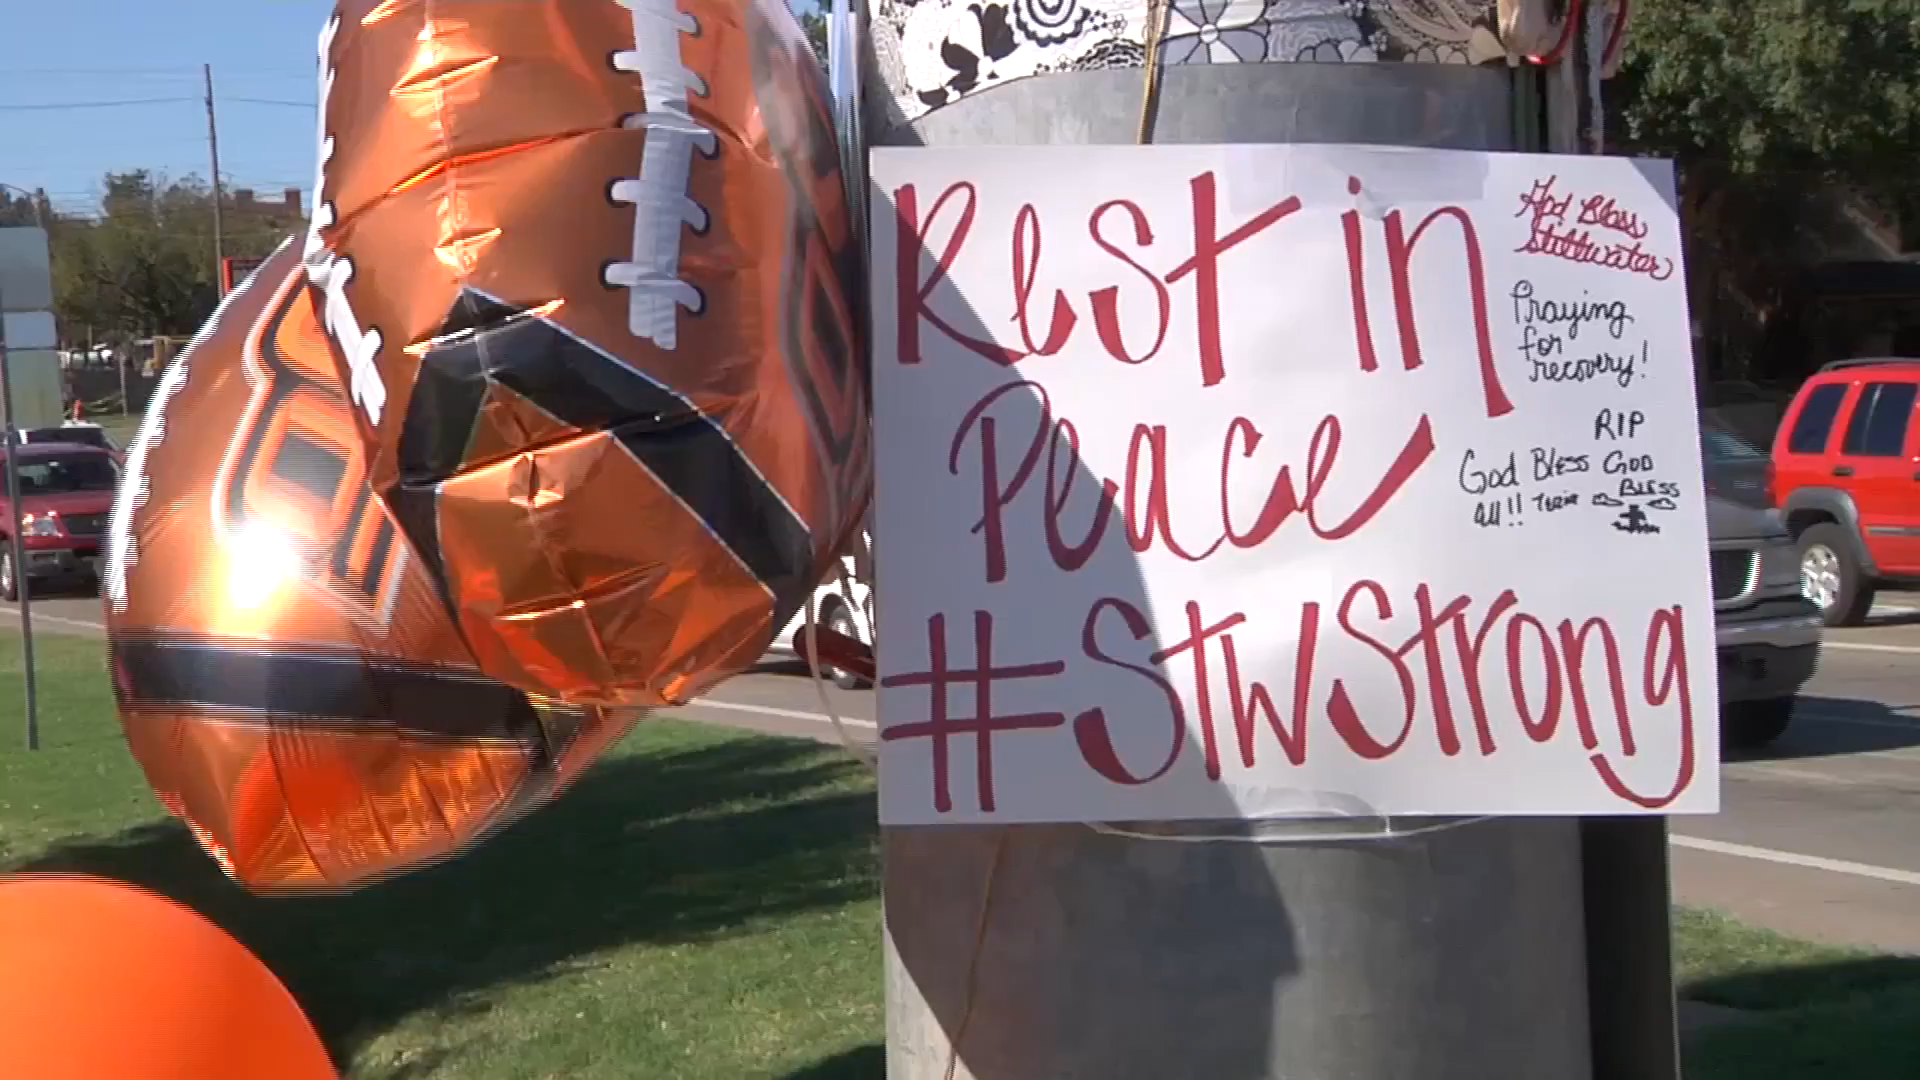 Rest in
Peace
#StwStrong
God Bless
Stillwater
Praying
for
recovery!
RIP
God Bless
All!!
GOD
BLESS